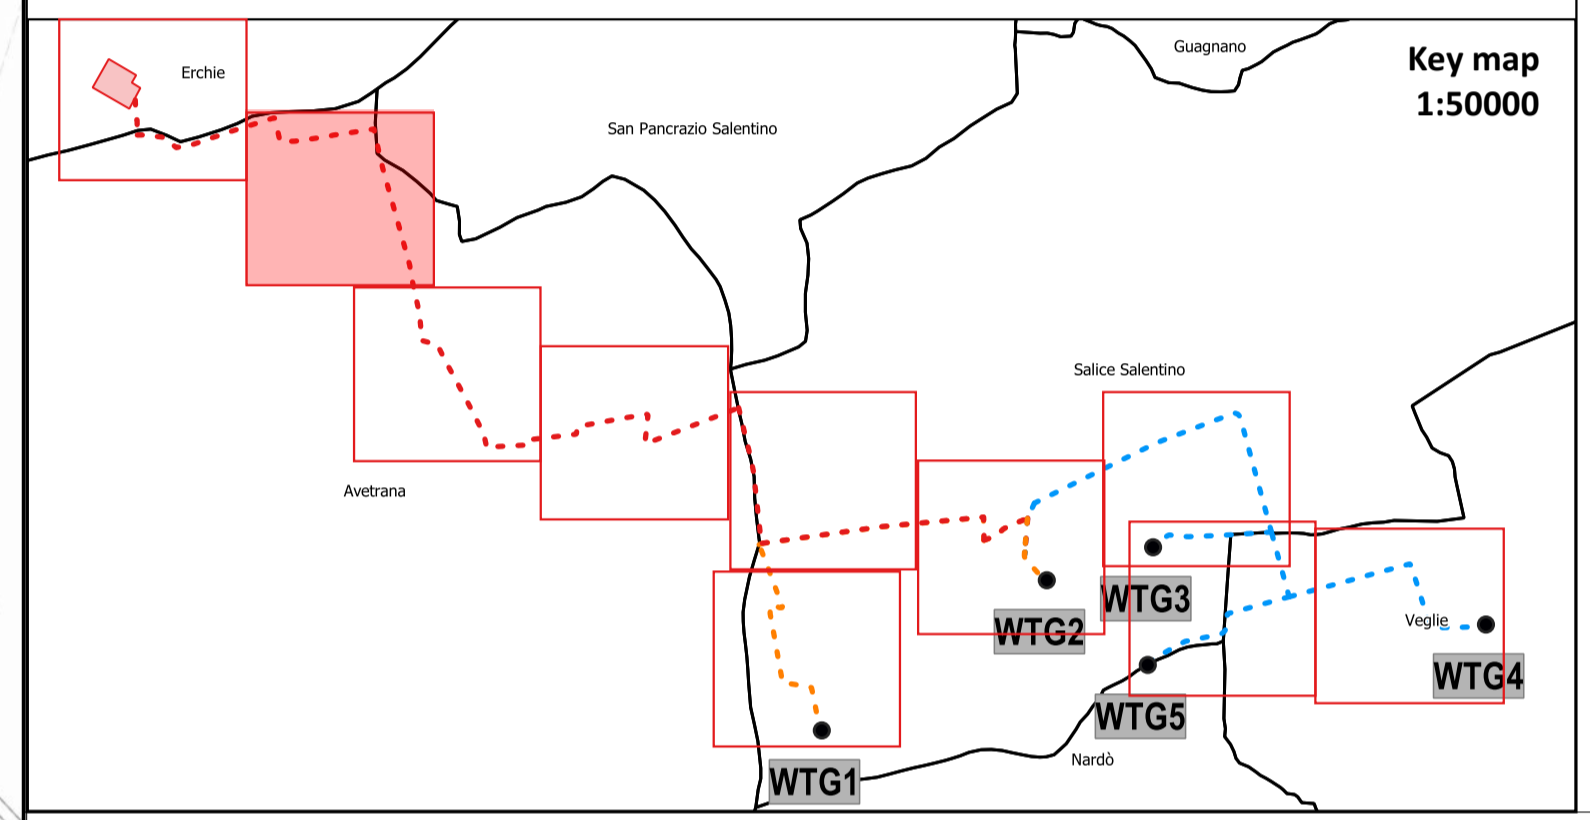 Guagnano
Key map
1:50000
Erchie
San Pancrazio Salentino
Salice Salentino
Avetrana
WTG3
Veglie
WTG2
WTG4
WTG5
Nardò
WTG1